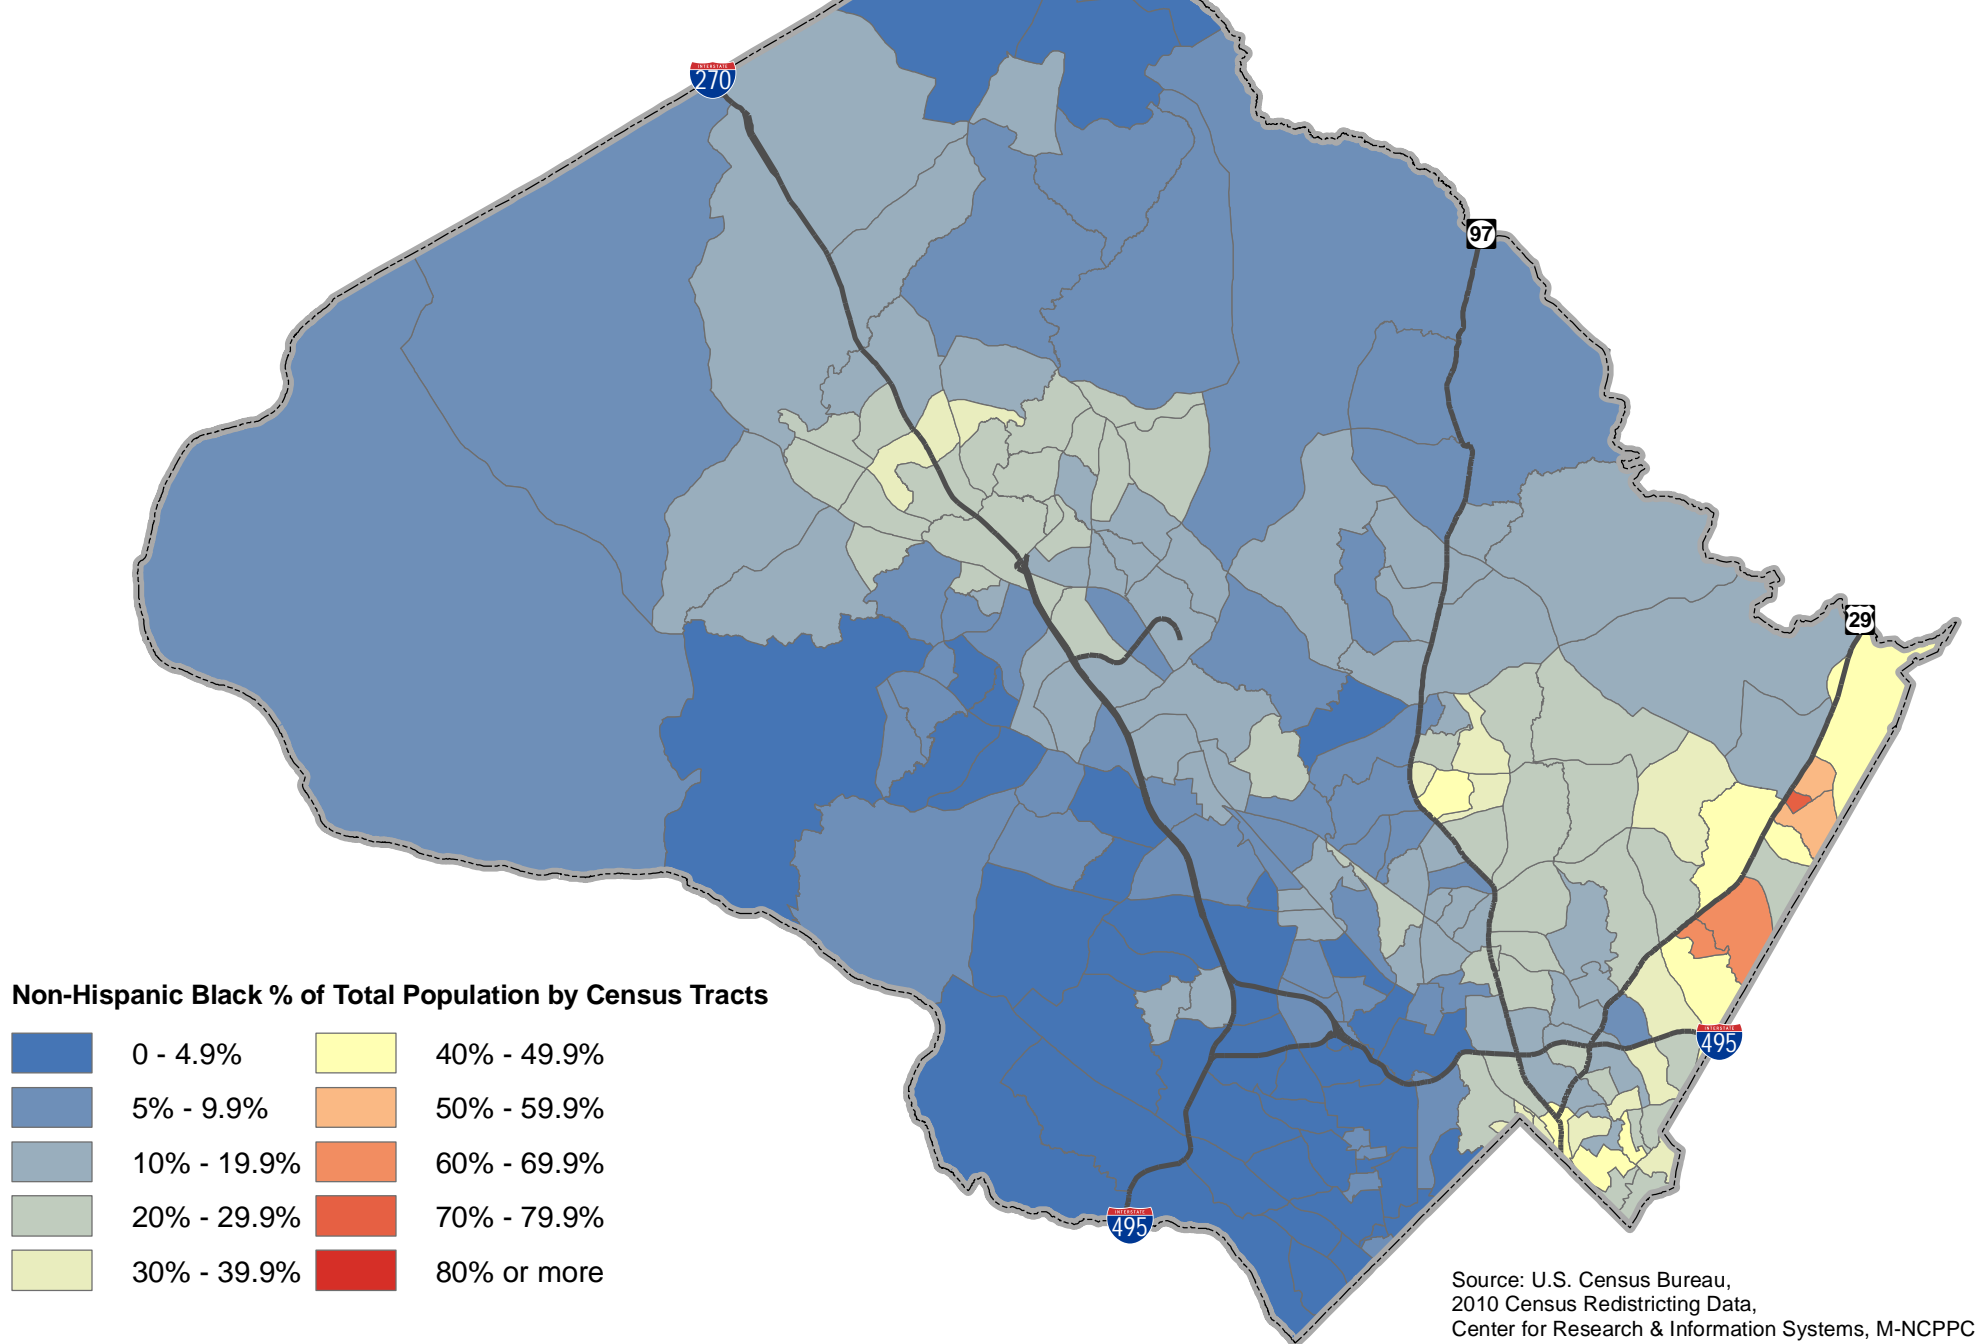 INTERSTATE
270
97
29
INTERSTATE
495
INTERSTATE
495
Non-Hispanic Black % of Total Population by Census Tracts
0 - 4.9%
40% - 49.9%
5% - 9.9%
50% - 59.9%
10% - 19.9%
60% - 69.9%
20% - 29.9%
70% - 79.9%
30% - 39.9%
80% or more
Source: U.S. Census Bureau,
2010 Census Redistricting Data,
Center for Research & Information Systems, M-NCPPC